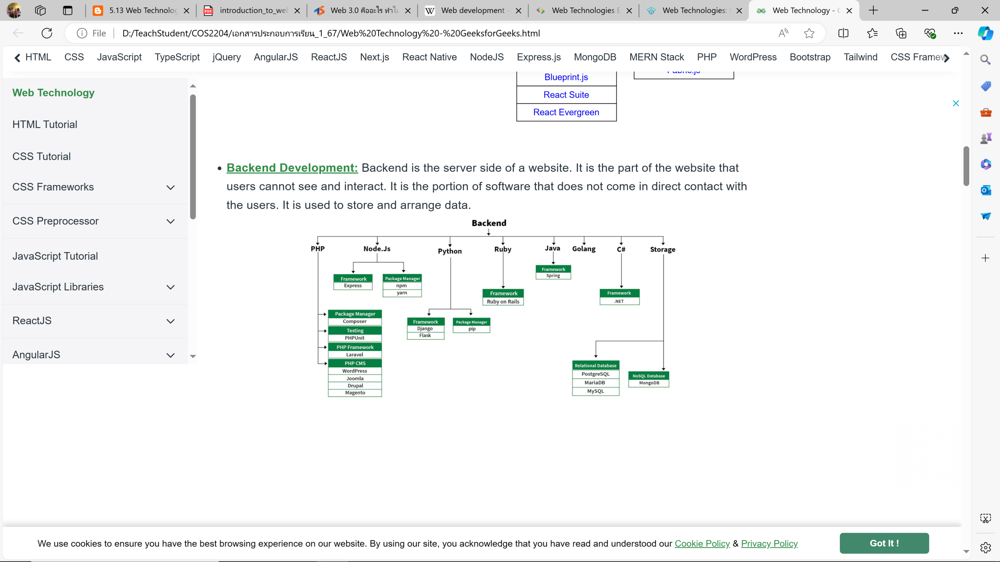 5.13 Web Technolog
introduction_to_we
Web 3.0 คืออะไร ทำไ
Web development -
Web Technologies E
Web Technologies:
Web Technology -
File
D:/TeachStudent/COS2204/เอกสารประกอบการเรียน_1_67/Web%20Technology%20-%20GeeksforGeeks.html
HTML CSS JavaScript TypeScript jQuery AngularJS ReactJS Next.js React Native NodeJS Express.js MongoDB MERN Stack PHP WordPress Bootstrap Tailwind CSS Framew
Web Technology
HTML Tutorial
CSS Tutorial
CSS Frameworks
CSS Preprocessor
JavaScript Tutorial
JavaScript Libraries
ReactJS
AngularJS
Fabric.js
Blueprint.js
React Suite
React Evergreen
Backend Development: Backend is the server side of a website. It is the part of the website that
users cannot see and interact. It is the portion of software that does not come in direct contact with
the users. It is used to store and arrange data.
Backend
PHP Node.Js Python Ruby Java Golang C# Storage
Package Manager
Composer
Testing
PHPUnit
PHP Framework
Laravel
PHP CMS
WordPress
Joomla
Drupal
Magento
Framework
Express
Package Manager
npm
yarn
Framework
Django
Flask
Package Manager
pip
Framework
Ruby on Rails
Framework
Spring
Framework
.NET
Relational Database
PostgreSQL
MariaDB
MySQL
NoSQL Database
MongoDB
We use cookies to ensure you have the best browsing experience on our website. By using our site, you acknowledge that you have read and understood our Cookie Policy & Privacy Policy
Got It !